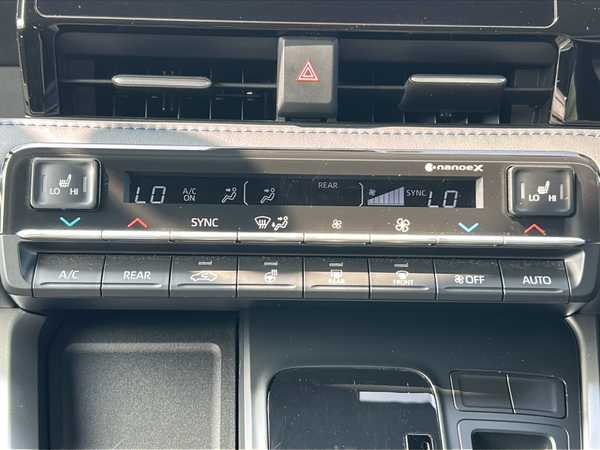 nanoeX
LO HI
LO A/C ON REAR SYNC LO
LO HI
SYNC
A/C REAR REAR FRONT OFF AUTO